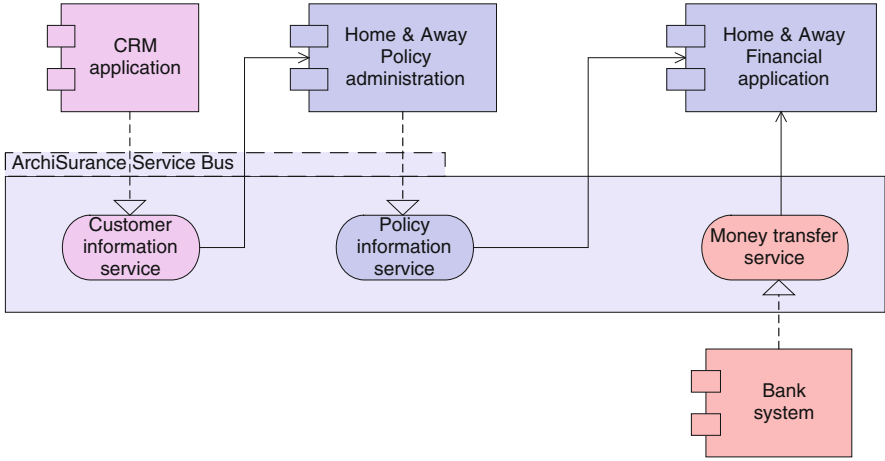 CRM
application
Home & Away
Policy
administration
Home & Away
Financial
application
ArchiSurance Service Bus
Customer
information
service
Policy
information
service
Money transfer
service
Bank
system